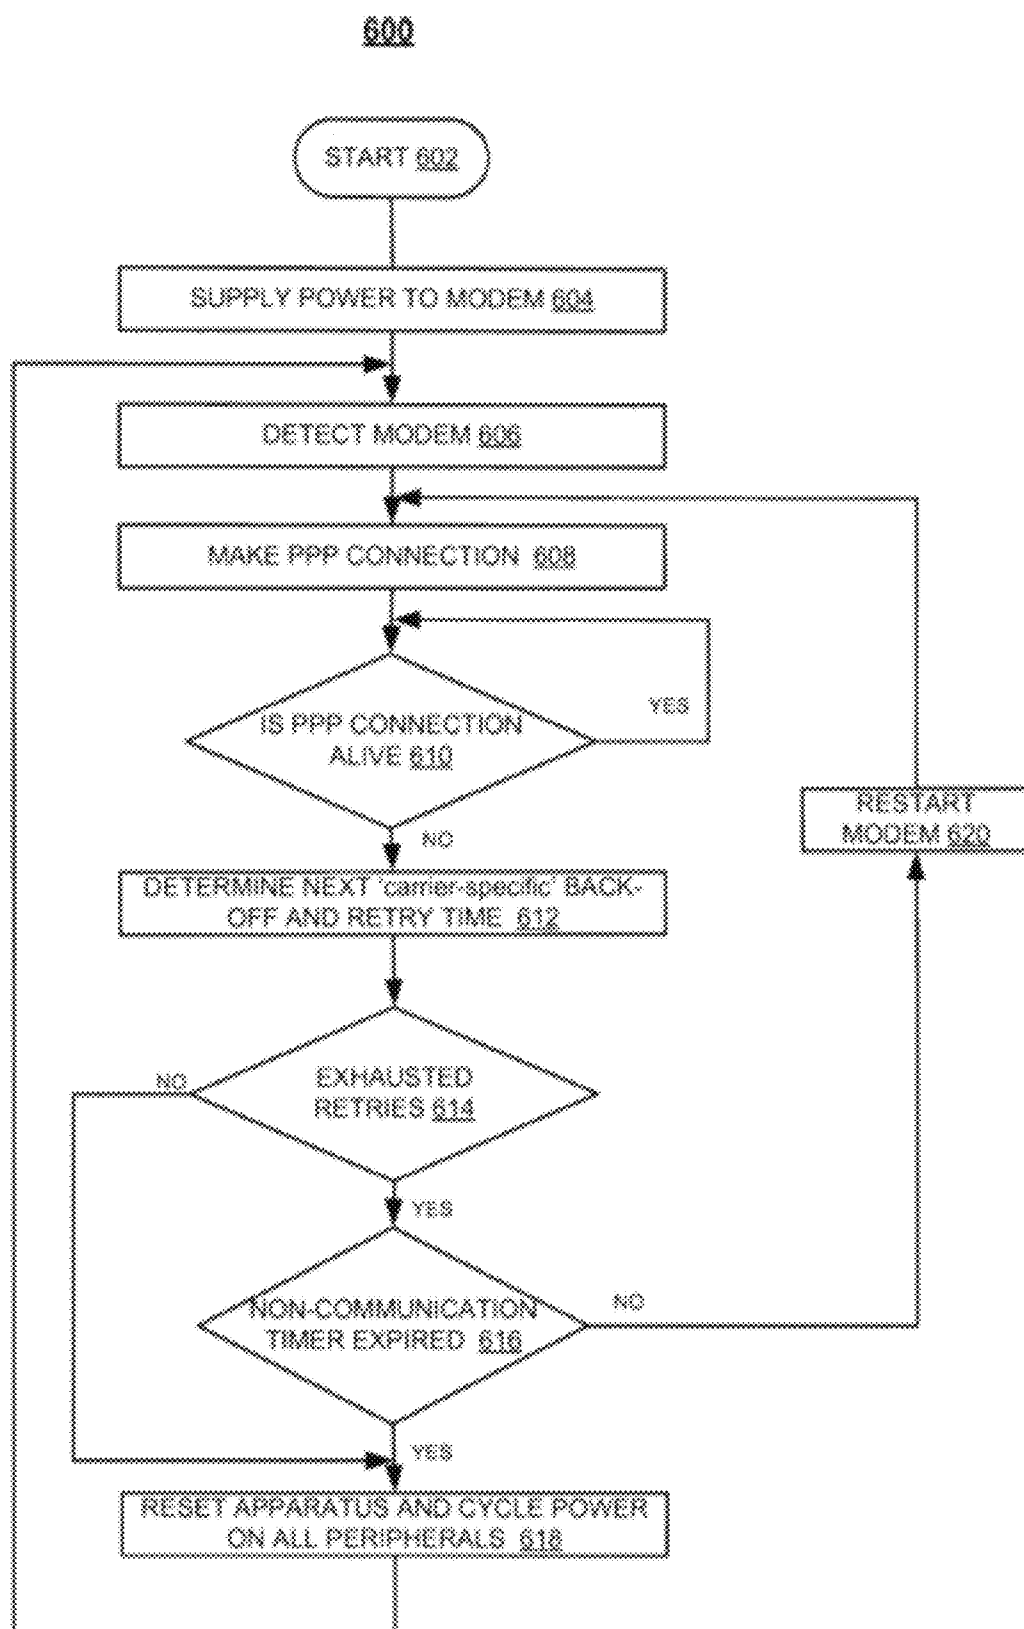 600
START 602
SUPPLY POWER TO MODEM 604
DETECT MODEM 606
MAKE PPP CONNECTION 608
IS PPP CONNECTION
ALIVE 610
YES
NO
RESTART
MODEM 620
DETERMINE NEXT 'carrier-specific' BACK-
OFF AND RETRY TIME 612
EXHAUSTED
RETRIES 614
NO
YES
NON-COMMUNICATION
TIMER EXPIRED 616
NO
YES
RESET APPARATUS AND CYCLE POWER
ON ALL PERIPHERALS 618